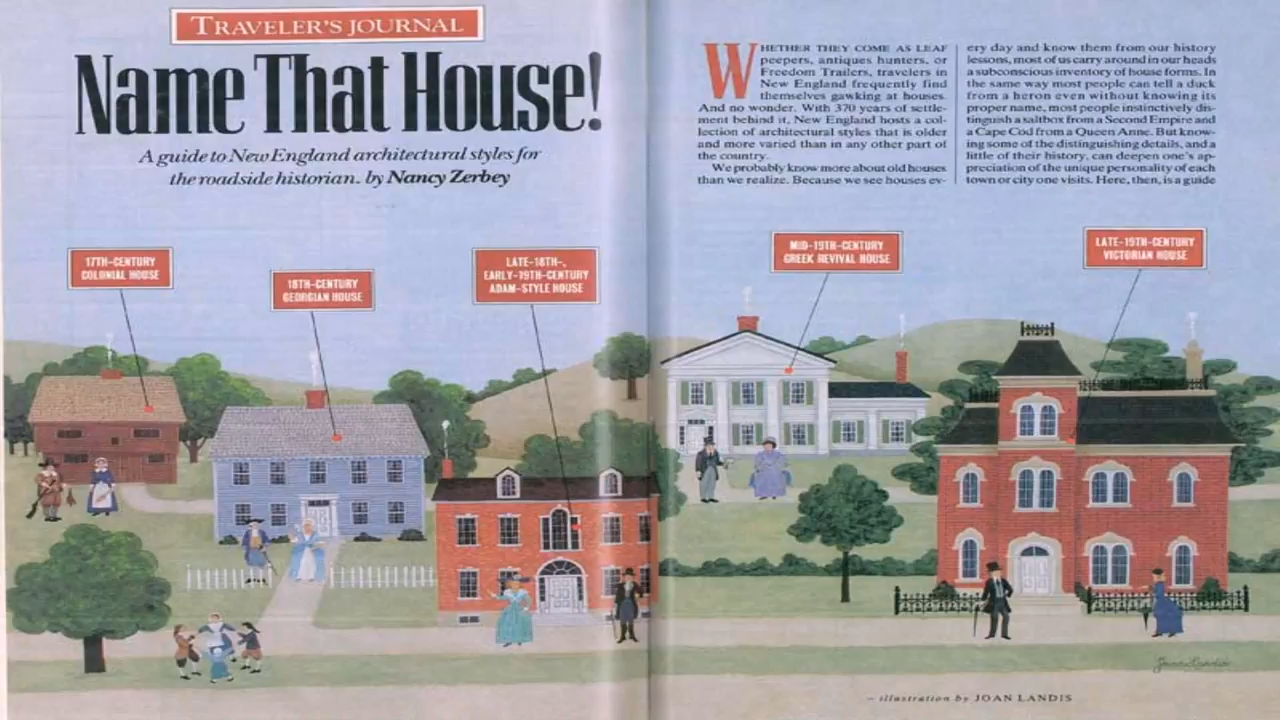 TRAVELER'S JOURNAL
Name That House!
A guide to New England architectural styles for
the roadside historian. by Nancy Zerbey
WHETHER THEY COME AS LEAF
peepers, antiques hunters, or
Freedom Trailers, travelers in
New England frequently find
themselves gawking at houses.
And no wonder. With 370 years of settle-
ment behind it, New England hosts a col-
lection of architectural styles that is older
and more varied than in any other part of
the country.
We probably know more about old houses
than we realize. Because we see houses ev-
ery day and know them from our history
lessons, most of us carry around in our heads
a subconscious inventory of house forms. In
the same way most people can tell a duck
from a heron even without knowing its
proper name, most people instinctively dis-
tinguish a saltbox from a Second Empire and
a Cape Cod from a Queen Anne. But know-
ing some of the distinguishing details, and a
little of their history, can deepen one's ap-
preciation of the unique personality of each
town or city one visits. Here, then, is a guide
17TH-CENTURY
COLONIAL HOUSE
18TH-CENTURY
GEORGIAN HOUSE
LATE-18TH-,
EARLY-19TH-CENTURY
ADAM-STYLE HOUSE
MID-19TH-CENTURY
GREEK REVIVAL HOUSE
LATE-19TH-CENTURY
VICTORIAN HOUSE
Joan Landis
– illustration by JOAN LANDIS